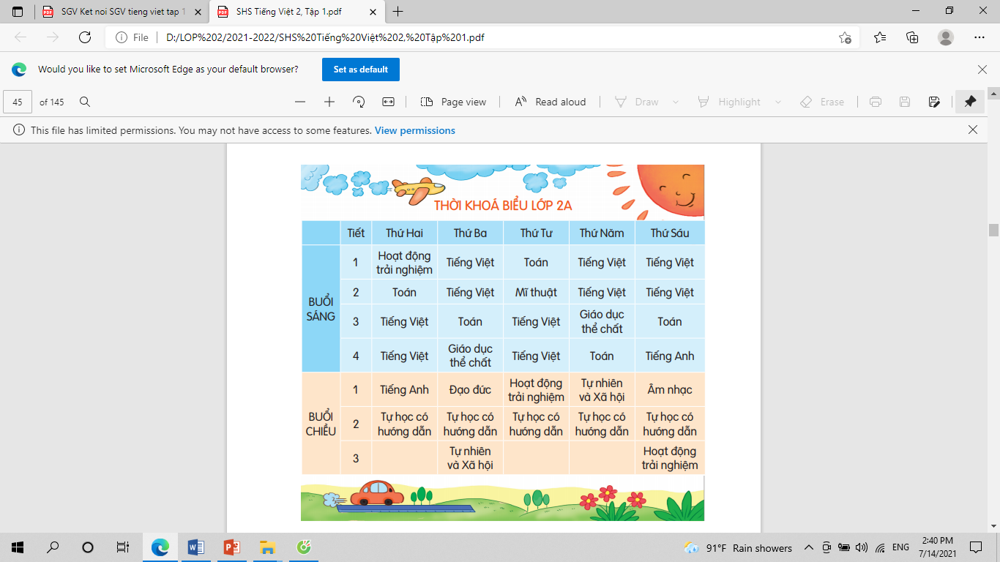 SGV Ket noi SGV tieng viet tap 1
SHS Tiếng Việt 2, Tập 1.pdf
File D:/LOP%202/2021-2022/SHS%20Tiếng%20Việt%202,%20Tập%201.pdf
Would you like to set Microsoft Edge as your default browser? Set as default
45 of 145 Page view Read aloud Draw Highlight Erase
This file has limited permissions. You may not have access to some features. View permissions
THỜI KHOÁ BIỂU LỚP 2A
Tiết Thứ Hai Thứ Ba Thứ Tư Thứ Năm Thứ Sáu
BUỔI
SÁNG
1 Hoạt động
trải nghiệm Tiếng Việt Toán Tiếng Việt Tiếng Việt
2 Toán Tiếng Việt Mĩ thuật Tiếng Việt Tiếng Việt
3 Tiếng Việt Toán Tiếng Việt Giáo dục
thể chất Toán
4 Tiếng Việt Giáo dục
thể chất Tiếng Việt Toán Tiếng Anh
BUỔI
CHIỀU
1 Tiếng Anh Đạo đức Hoạt động
trải nghiệm Tự nhiên
và Xã hội Âm nhạc
2 Tự học có
hướng dẫn Tự học có
hướng dẫn Tự học có
hướng dẫn Tự học có
hướng dẫn Tự học có
hướng dẫn
3 Tự nhiên
và Xã hội Hoạt động
trải nghiệm
91°F Rain showers ENG 2:40 PM
7/14/2021